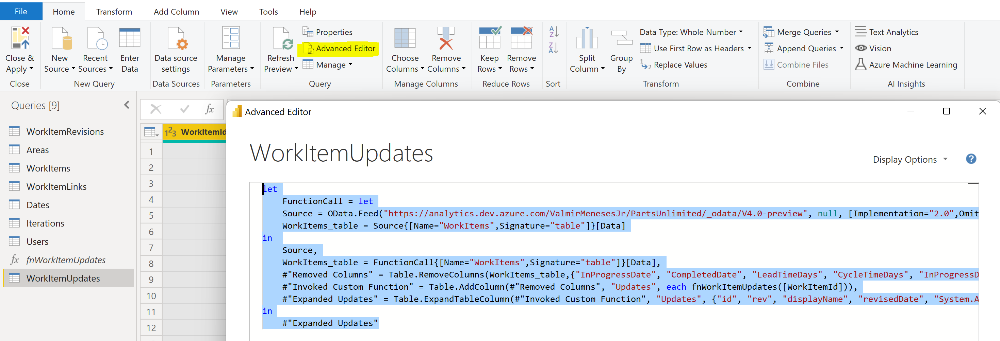 File Home Transform Add Column View Tools Help
Close & Apply
New Source
Recent Sources
Enter Data
Data source settings
Manage Parameters
Refresh Preview
Properties
Advanced Editor
Manage
Choose Columns
Remove Columns
Keep Rows
Remove Rows
A Z
Z A
Split Column
Group By
Data Type: Whole Number
Use First Row as Headers
1 2 Replace Values
Merge Queries
Append Queries
Combine Files
Text Analytics
Vision
Azure Machine Learning
Close New Query Data Sources Parameters Query Manage Columns Reduce Rows Sort Transform Combine AI Insights
Queries [9]
WorkItemRevisions
Areas
WorkItems
WorkItemLinks
Dates
Iterations
Users
fx fnWorkItemUpdates
WorkItemUpdates
fx
123 WorkItemId
1
2
3
4
5
6
7
8
9
10
11
12
Advanced Editor
WorkItemUpdates
Display Options
?
let
FunctionCall = let
Source = OData.Feed("https://analytics.dev.azure.com/ValmirMenesesJr/PartsUnlimited/_odata/V4.0-preview", null, [Implementation="2.0",Omit
WorkItems_table = Source{[Name="WorkItems",Signature="table"]}[Data]
in
Source,
WorkItems_table = FunctionCall{[Name="WorkItems",Signature="table"]}[Data],
#"Removed Columns" = Table.RemoveColumns(WorkItems_table,{"InProgressDate", "CompletedDate", "LeadTimeDays", "CycleTimeDays", "InProgressD
#"Invoked Custom Function" = Table.AddColumn(#"Removed Columns", "Updates", each fnWorkItemUpdates([WorkItemId])),
#"Expanded Updates" = Table.ExpandTableColumn(#"Invoked Custom Function", "Updates", {"id", "rev", "displayName", "revisedDate", "System.A
in
#"Expanded Updates"